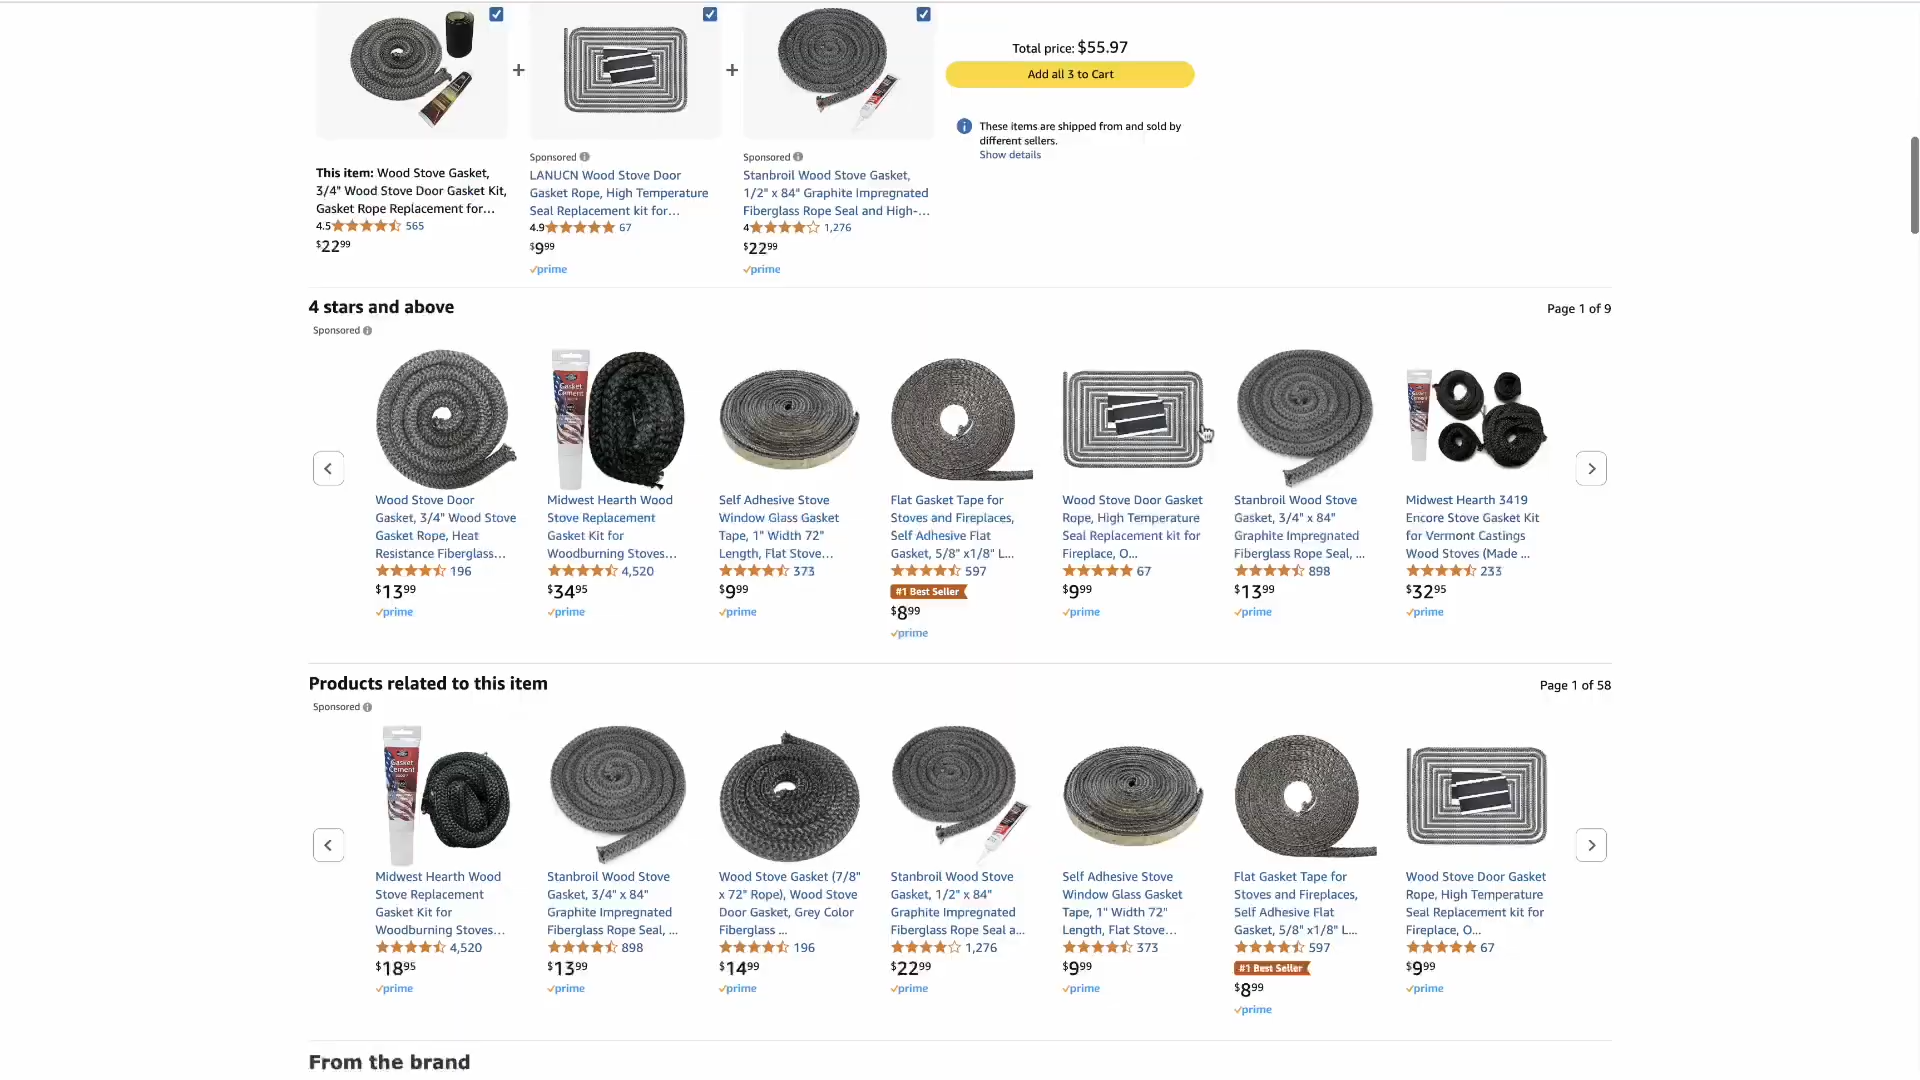 Total price: $55.97
Add all 3 to Cart
These items are shipped from and sold by
different sellers.
Show details
This item: Wood Stove Gasket,
3/4" Wood Stove Door Gasket Kit,
Gasket Rope Replacement for...
4.5 565
$22.99
Sponsored
LANUCN Wood Stove Door
Gasket Rope, High Temperature
Seal Replacement kit for...
4.9 67
$9.99
prime
Sponsored
Stanbroil Wood Stove Gasket,
1/2" x 84" Graphite Impregnated
Fiberglass Rope Seal and High-...
4 1,276
$22.99
prime
4 stars and above
Page 1 of 9
Sponsored
Gasket
Cement
Wood Stove Door
Gasket, 3/4" Wood Stove
Gasket Rope, Heat
Resistance Fiberglass...
196
$13.99
prime
Midwest Hearth Wood
Stove Replacement
Gasket Kit for
Woodburning Stoves...
4,520
$34.95
prime
Self Adhesive Stove
Window Glass Gasket
Tape, 1" Width 72"
Length, Flat Stove...
373
$9.99
prime
Flat Gasket Tape for
Stoves and Fireplaces,
Self Adhesive Flat
Gasket, 5/8" x1/8" L...
597
#1 Best Seller
$8.99
prime
Wood Stove Door Gasket
Rope, High Temperature
Seal Replacement kit for
Fireplace, O...
67
$9.99
prime
Stanbroil Wood Stove
Gasket, 3/4" x 84"
Graphite Impregnated
Fiberglass Rope Seal, ...
898
$13.99
prime
Midwest Hearth 3419
Encore Stove Gasket Kit
for Vermont Castings
Wood Stoves (Made ...
233
$32.95
prime
Products related to this item
Page 1 of 58
Sponsored
Gasket
Cement
Midwest Hearth Wood
Stove Replacement
Gasket Kit for
Woodburning Stoves...
4,520
$18.95
prime
Stanbroil Wood Stove
Gasket, 3/4" x 84"
Graphite Impregnated
Fiberglass Rope Seal, ...
898
$13.99
prime
Wood Stove Gasket (7/8"
x 72" Rope), Wood Stove
Door Gasket, Grey Color
Fiberglass ...
196
$14.99
prime
Stanbroil Wood Stove
Gasket, 1/2" x 84"
Graphite Impregnated
Fiberglass Rope Seal a...
1,276
$22.99
prime
Self Adhesive Stove
Window Glass Gasket
Tape, 1" Width 72"
Length, Flat Stove...
373
$9.99
prime
Flat Gasket Tape for
Stoves and Fireplaces,
Self Adhesive Flat
Gasket, 5/8" x1/8" L...
597
#1 Best Seller
$8.99
prime
Wood Stove Door Gasket
Rope, High Temperature
Seal Replacement kit for
Fireplace, O...
67
$9.99
prime
From the brand